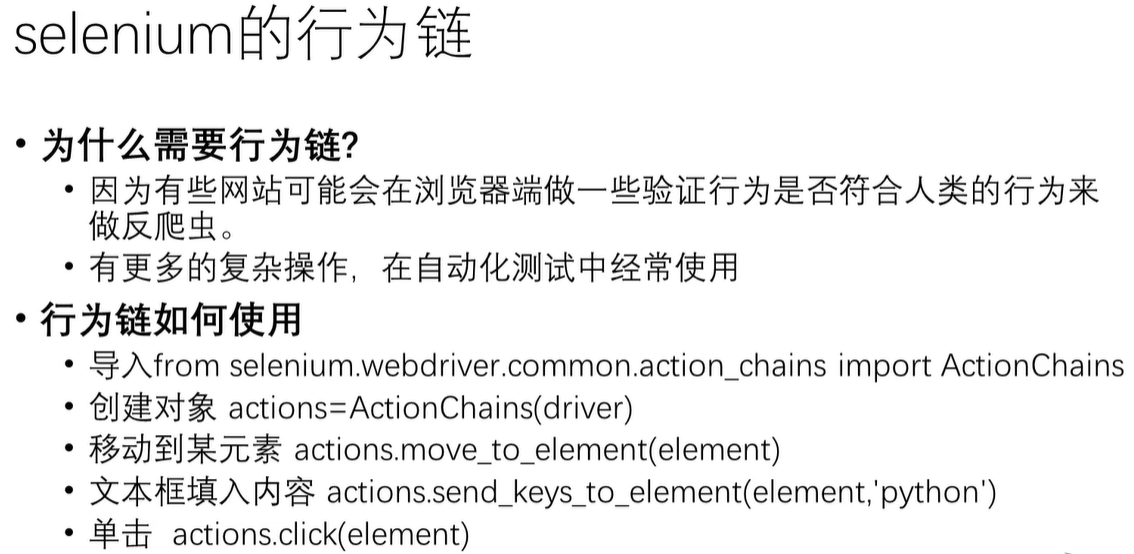 selenium的行为链
• 为什么需要行为链?
• 因为有些网站可能会在浏览器端做一些验证行为是否符合人类的行为来
做反爬虫。
• 有更多的复杂操作，在自动化测试中经常使用
• 行为链如何使用
• 导入from selenium.webdriver.common.action_chains import ActionChains
• 创建对象 actions=ActionChains(driver)
• 移动到某元素 actions.move_to_element(element)
• 文本框填入内容 actions.send_keys_to_element(element,'python')
• 单击 actions.click(element)